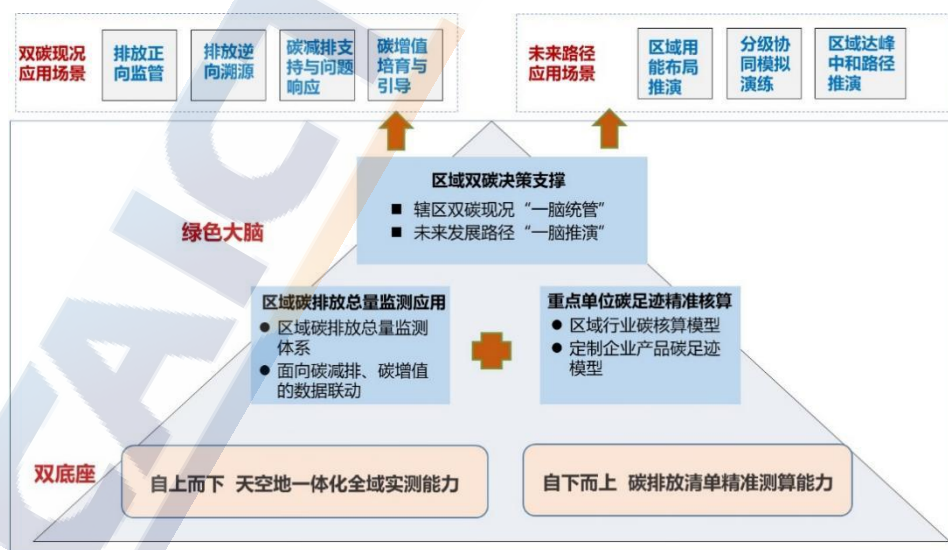 双碳现况
应用场景
排放正
向监管
排放逆
向溯源
碳减排支
持与问题
响应
碳增值
培育与
引导
未来路径
应用场景
区域用
能布局
推演
分级协
同模拟
演练
区域达峰
中和路径
推演
绿色大脑
区域双碳决策支撑
■ 辖区双碳现况“一脑统管”
■ 未来发展路径“一脑推演”
区域碳排放总量监测应用
● 区域碳排放总量监测
体系
● 面向碳减排、碳增值
的数据联动
重点单位碳足迹精准核算
● 区域行业碳核算模型
● 定制企业产品碳足迹
模型
双底座
自上而下 天空地一体化全域实测能力
自下而上 碳排放清单精准测算能力
CAICT